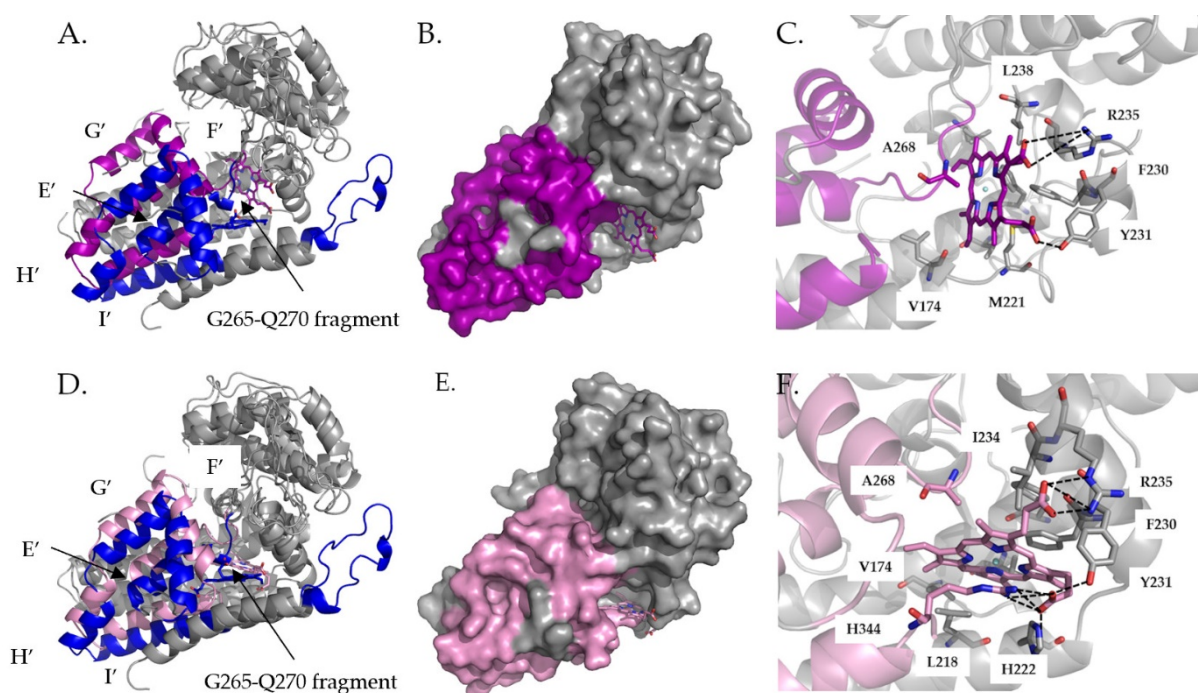 A.
G′
F′
E′
H′
I′
G265-Q270 fragment
B.
C.
L238
R235
A268
F230
Y231
V174
M221
D.
F′
G′
E′
H′
I′
G265-Q270 fragment
E.
F.
I234
A268
R235
F230
V174
Y231
H344
L218
H222